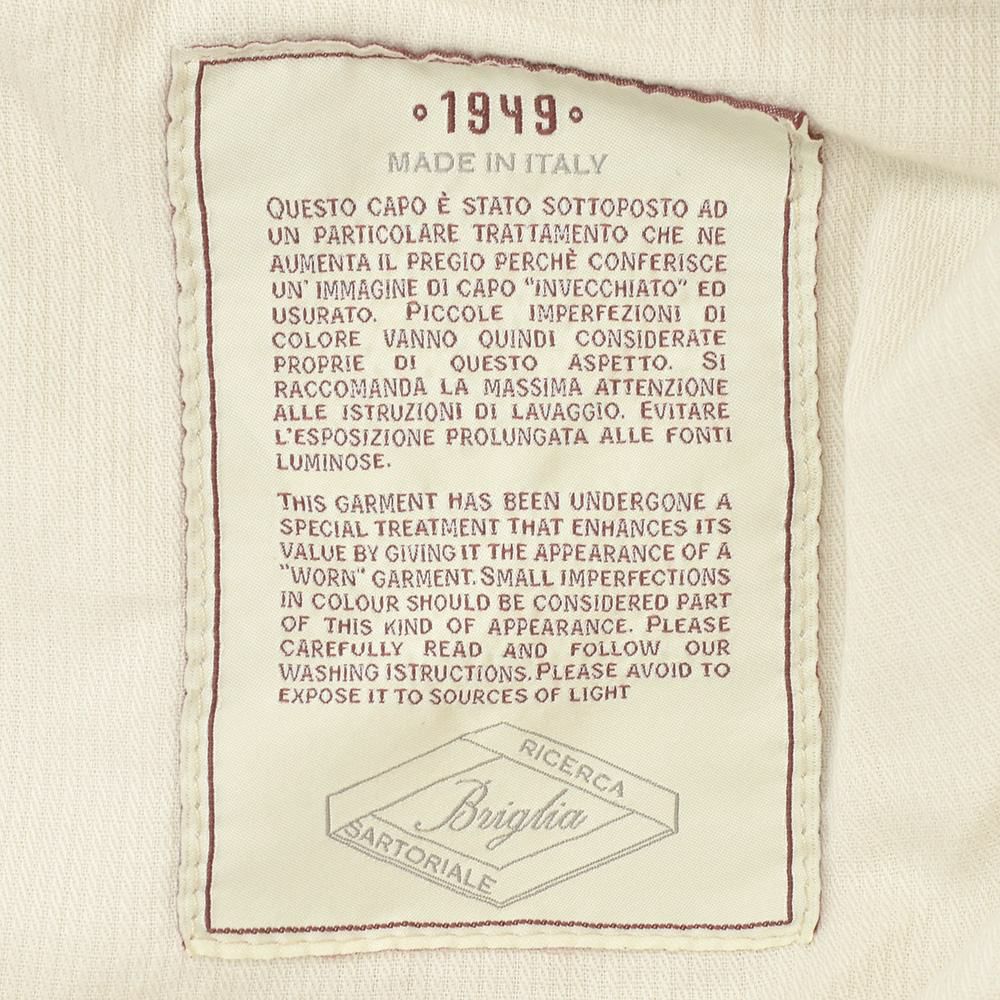 1949
MADE IN ITALY
QUESTO CAPO È STATO SOTTOPOSTO AD
UN PARTICOLARE TRATTAMENTO CHE NE
AUMENTA IL PREGIO PERCHÈ CONFERISCE
UN' IMMAGINE DI CAPO "INVECCHIATO" ED
USURATO. PICCOLE IMPERFEZIONI DI
COLORE VANNO QUINDI CONSIDERATE
PROPRIE DI QUESTO ASPETTO. SI
RACCOMANDA LA MASSIMA ATTENZIONE
ALLE ISTRUZIONI DI LAVAGGIO. EVITARE
L'ESPOSIZIONE PROLUNGATA ALLE FONTI
LUMINOSE.
THIS GARMENT HAS BEEN UNDERGONE A
SPECIAL TREATMENT THAT ENHANCES ITS
VALUE BY GIVING IT THE APPEARANCE OF A
"WORN" GARMENT. SMALL IMPERFECTIONS
IN COLOUR SHOULD BE CONSIDERED PART
OF THIS KIND OF APPEARANCE. PLEASE
CAREFULLY READ AND FOLLOW OUR
WASHING ISTRUCTIONS. PLEASE AVOID TO
EXPOSE IT TO SOURCES OF LIGHT
RICERCA
Briglia
SARTORIALE